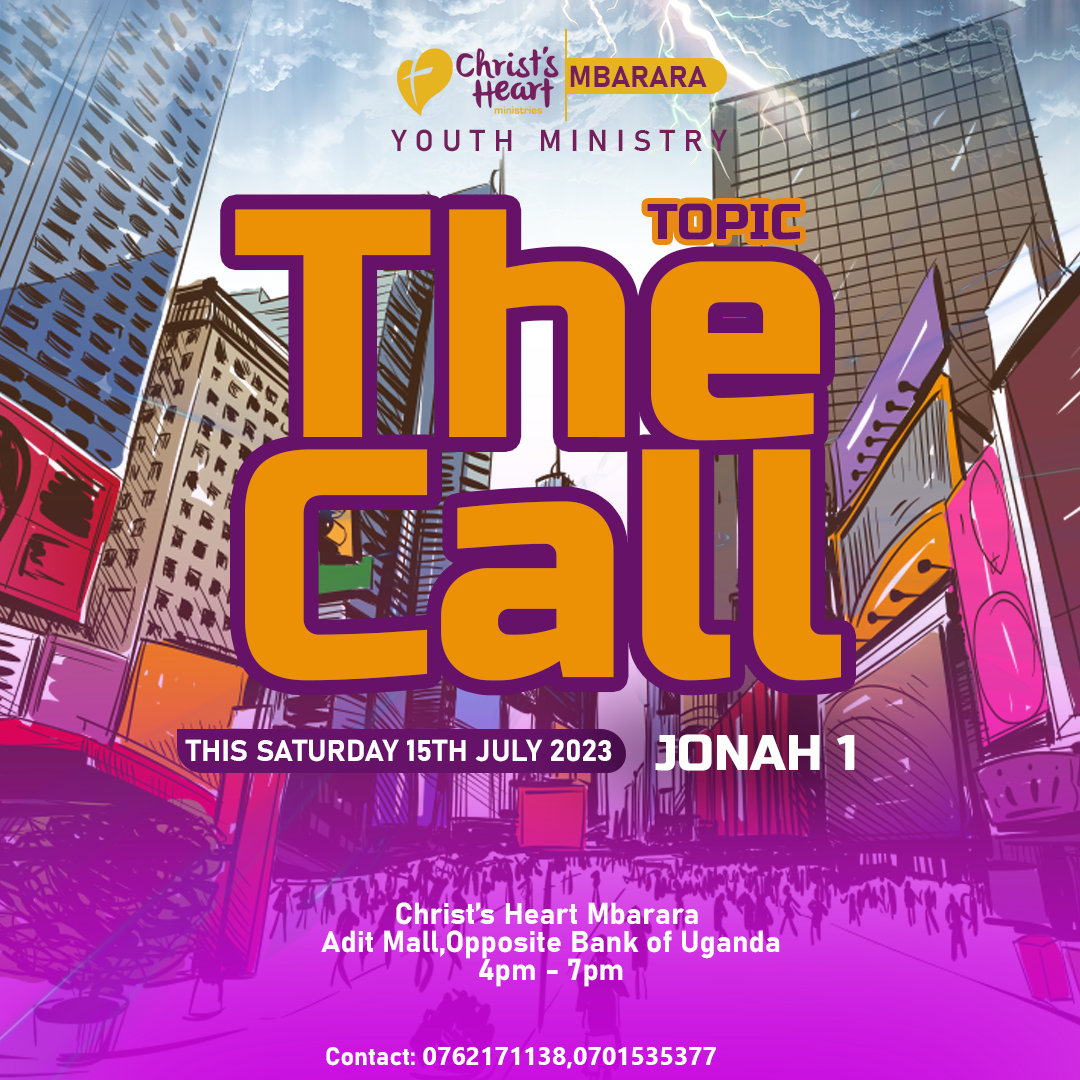 Christ's
Heart
ministries
MBARARA
YOUTH MINISTRY
TOPIC
The
Call
THIS SATURDAY 15TH JULY 2023
JONAH 1
Christ's Heart Mbarara
Adit Mall,Opposite Bank of Uganda
4pm - 7pm
Contact: 0762171138,0701535377